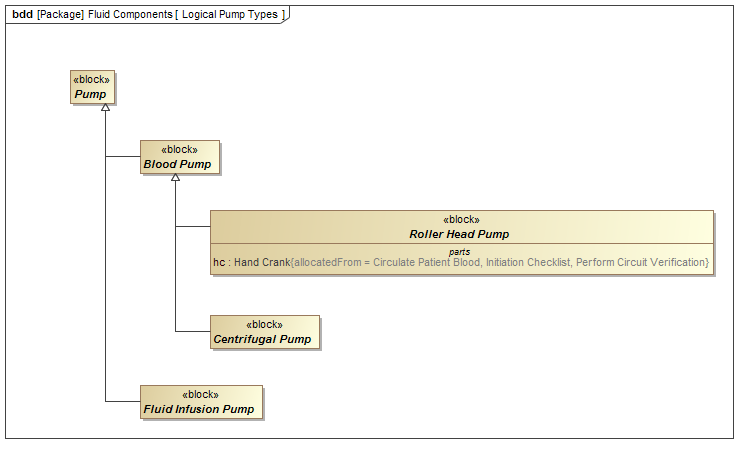 bdd [Package] Fluid Components [ Logical Pump Types ]
«block»
Pump
«block»
Blood Pump
«block»
Roller Head Pump
parts
hc : Hand Crank{allocatedFrom = Circulate Patient Blood, Initiation Checklist, Perform Circuit Verification}
«block»
Centrifugal Pump
«block»
Fluid Infusion Pump